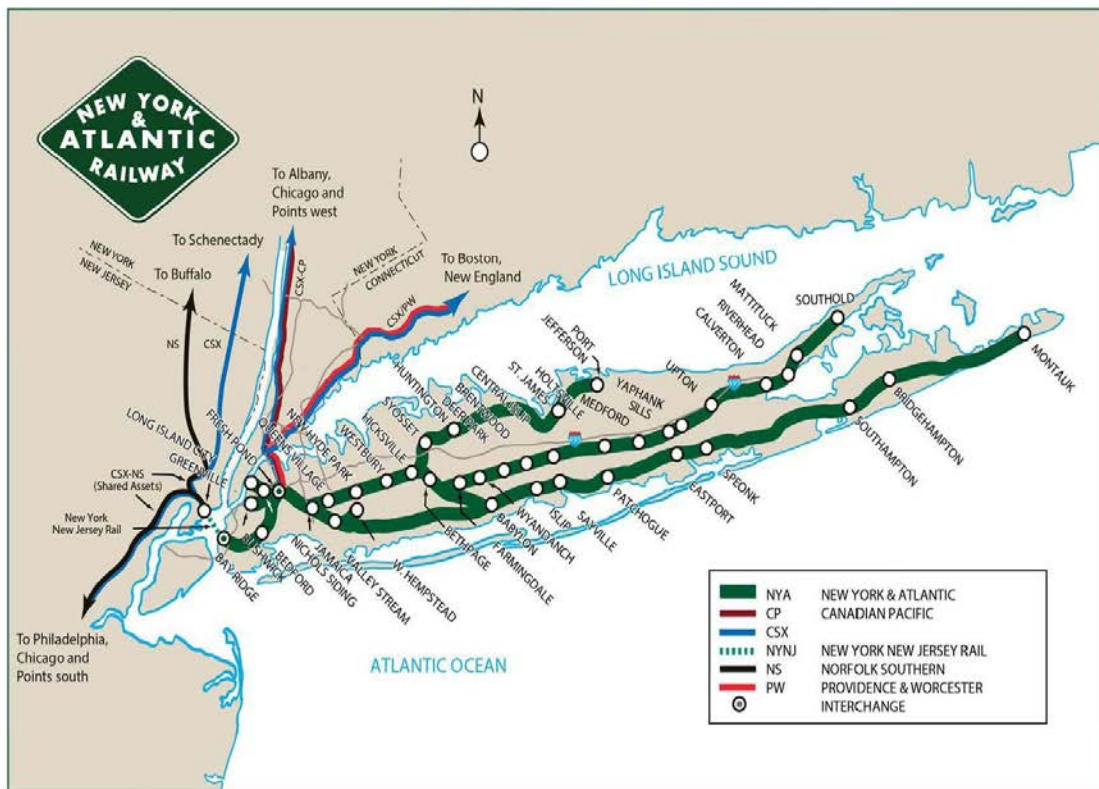 NEW YORK
&
ATLANTIC
RAILWAY
N
To Albany,
Chicago and
Points west
To Schenectady
To Buffalo
To Boston,
New England
NEW YORK
NEW JERSEY
NEW YORK
CONNECTICUT
CSX-CP
CSX/PW
NS
CSX
LONG ISLAND SOUND
MATTITUCK
RIVERHEAD
CALVERTON
SOUTHOLD
MONTAUK
BRIDGEHAMPTON
SOUTHAMPTON
PORT
JEFFERSON
UPTON
YAPHANK
SILLS
MEDFORD
HOLTSVILLE
ST. JAMES
CENTRAL ISLIP
BRENTWOOD
DEER PARK
HUNTINGTON
SYOSSET
HICKSVILLE
WESTBURY
NEW HYDE PARK
QUEENS VILLAGE
FRESH POND
LONG ISLAND CITY
GREENVILLE
CSX-NS
(Shared Assets)
New York
New Jersey Rail
BAY RIDGE
BUSHWICK
BEDFORD
NICHOLS SIDING
JAMAICA
VALLEY STREAM
W. HEMPSTEAD
BETHPAGE
FARMINGDALE
BABYLON
WYANDANCH
ISLIP
SAYVILLE
PATCHOGUE
EASTPORT
SPEONK
To Philadelphia,
Chicago and
Points south
ATLANTIC OCEAN
NYA NEW YORK & ATLANTIC
CP CANADIAN PACIFIC
CSX
NYNJ NEW YORK NEW JERSEY RAIL
NS NORFOLK SOUTHERN
PW PROVIDENCE & WORCESTER
INTERCHANGE